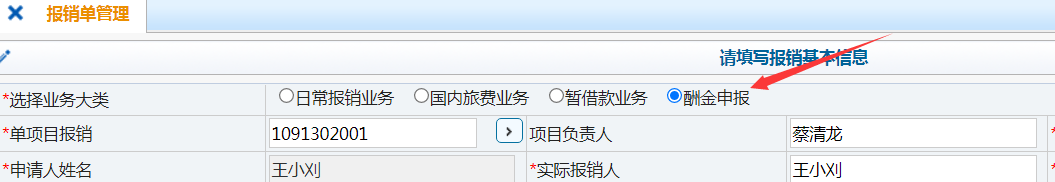 报销单管理
请填写报销基本信息
*选择业务大类 日常报销业务 国内旅费业务 暂借款业务 酬金申报
*单项目报销 1091302001 项目负责人 蔡清龙 *
*申请人姓名 王小刈 *实际报销人 王小刈 *